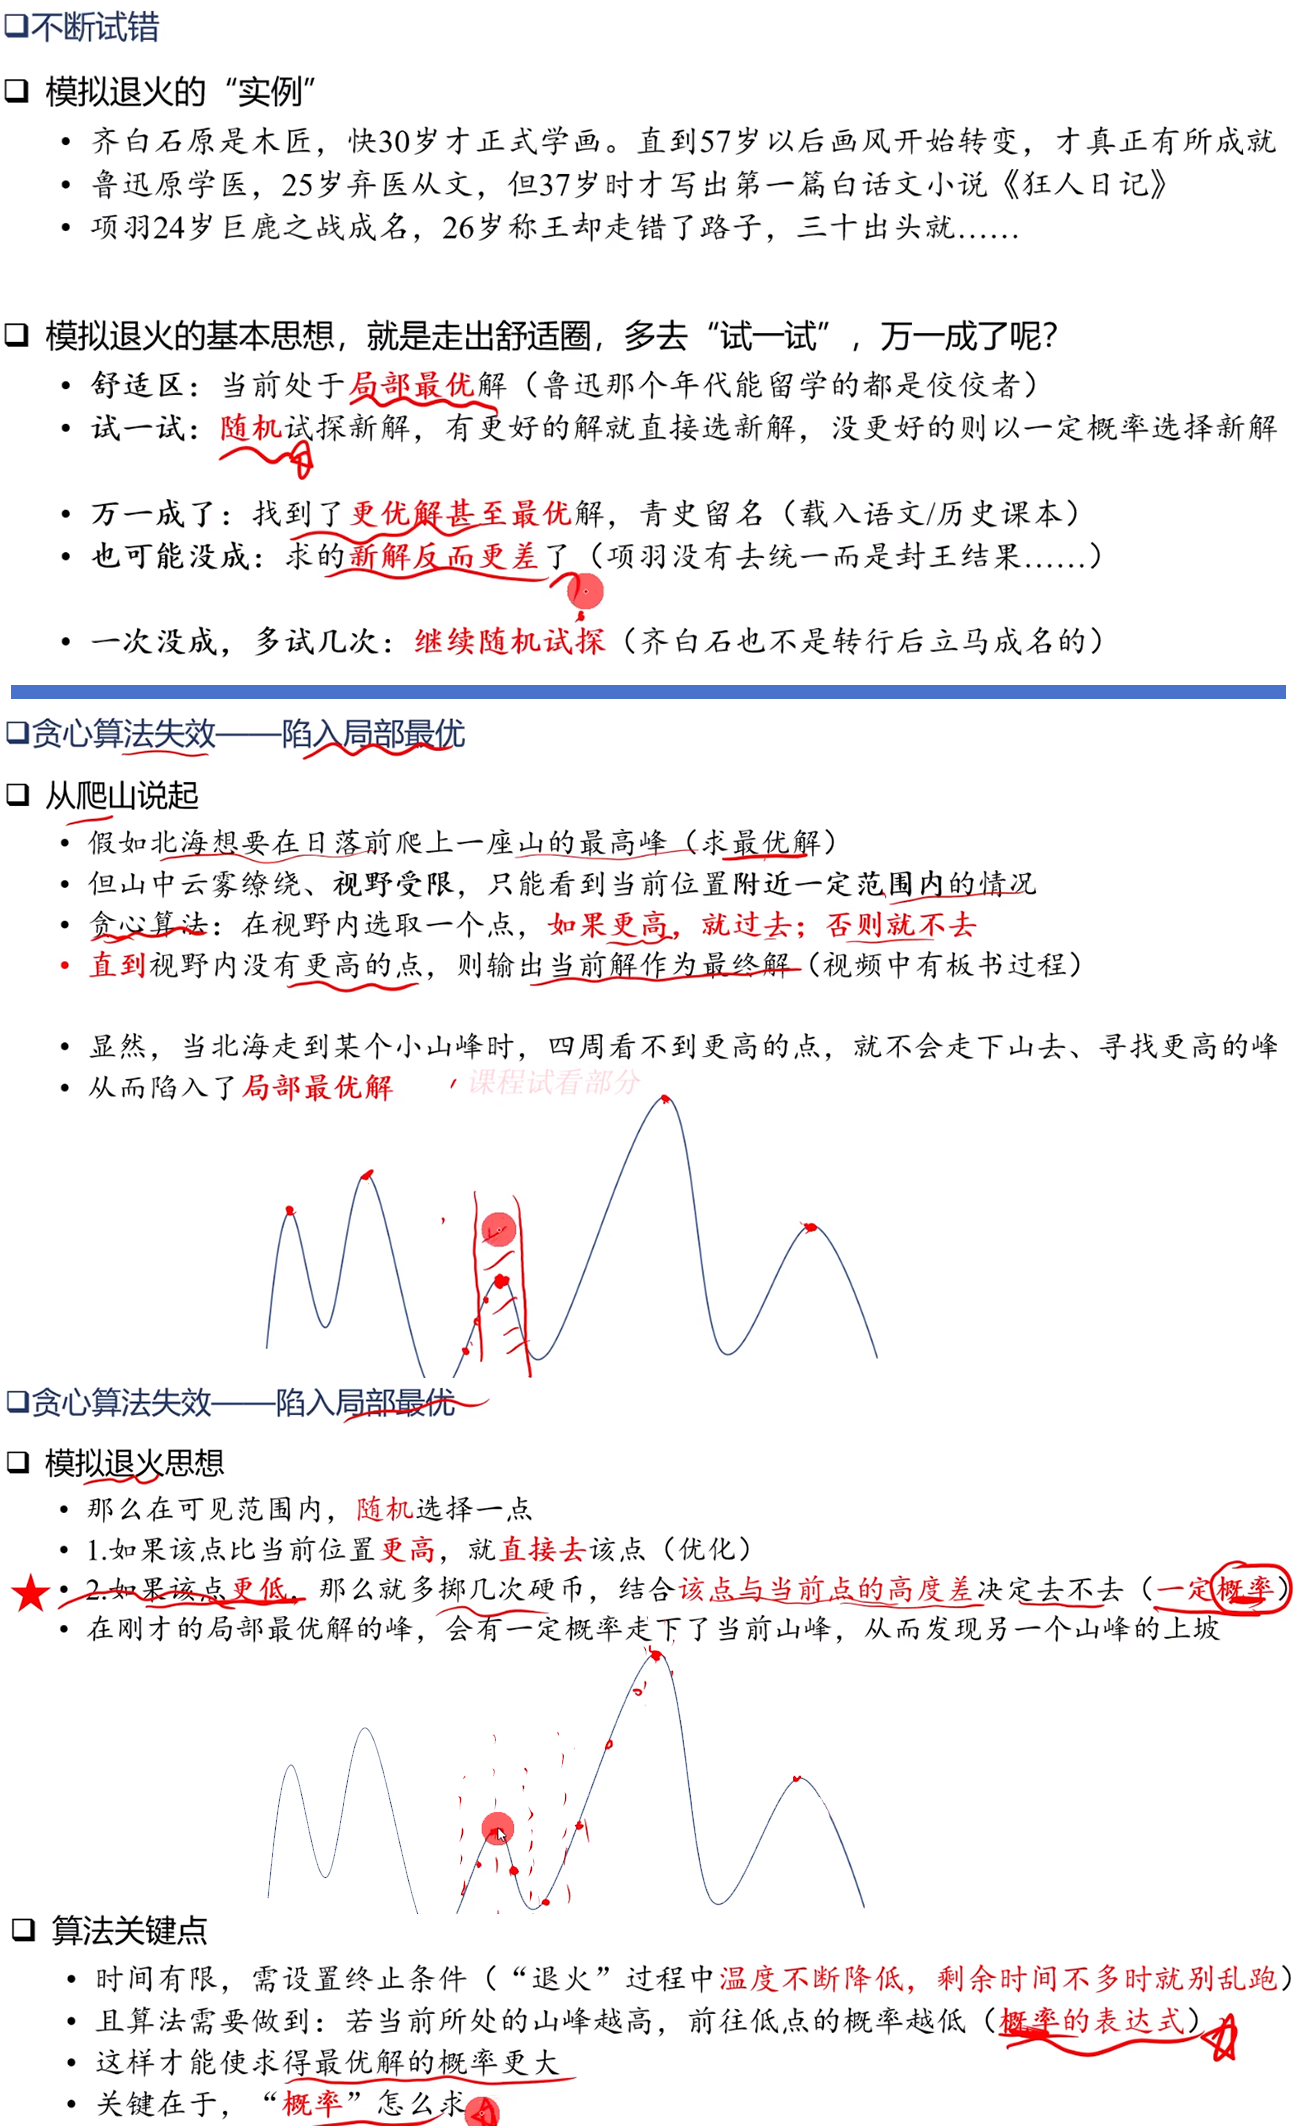 不断试错
模拟退火的“实例”
• 齐白石原是木匠，快30岁才正式学画。直到57岁以后画风开始转变，才真正有所成就
• 鲁迅原学医，25岁弃医从文，但37岁时才写出第一篇白话文小说《狂人日记》
• 项羽24岁巨鹿之战成名，26岁称王却走错了路子，三十出头就……
模拟退火的基本思想，就是走出舒适圈，多去“试一试”，万一成了呢？
• 舒适区：当前处于局部最优解（鲁迅那个年代能留学的都是佼佼者）
• 试一试：随机试探新解，有更好的解就直接选新解，没更好的则以一定概率选择新解
• 万一成了：找到了更优解甚至最优解，青史留名（载入语文/历史课本）
• 也可能没成：求的新解反而更差了（项羽没有去统一而是封王结果……）
• 一次没成，多试几次：继续随机试探（齐白石也不是转行后立马成名的）
贪心算法失效——陷入局部最优
从爬山说起
• 假如北海想要在日落前爬上一座山的最高峰（求最优解）
• 但山中云雾缭绕、视野受限，只能看到当前位置附近一定范围内的情况
• 贪心算法：在视野内选取一个点，如果更高，就过去；否则就不去
• 直到视野内没有更高的点，则输出当前解作为最终解（视频中有板书过程）
• 显然，当北海走到某个小山峰时，四周看不到更高的点，就不会走下山去、寻找更高的峰
• 从而陷入了局部最优解
课程试看部分
贪心算法失效——陷入局部最优
模拟退火思想
• 那么在可见范围内，随机选择一点
• 1.如果该点比当前位置更高，就直接去该点（优化）
• 2.如果该点更低，那么就多掷几次硬币，结合该点与当前点的高度差决定去不去（一定概率）
• 在刚才的局部最优解的峰，会有一定概率走下了当前山峰，从而发现另一个山峰的上坡
算法关键点
• 时间有限，需设置终止条件（“退火”过程中温度不断降低，剩余时间不多时就别乱跑）
• 且算法需要做到：若当前所处的山峰越高，前往低点的概率越低（概率的表达式）
• 这样才能使求得最优解的概率更大
• 关键在于，“概率”怎么求